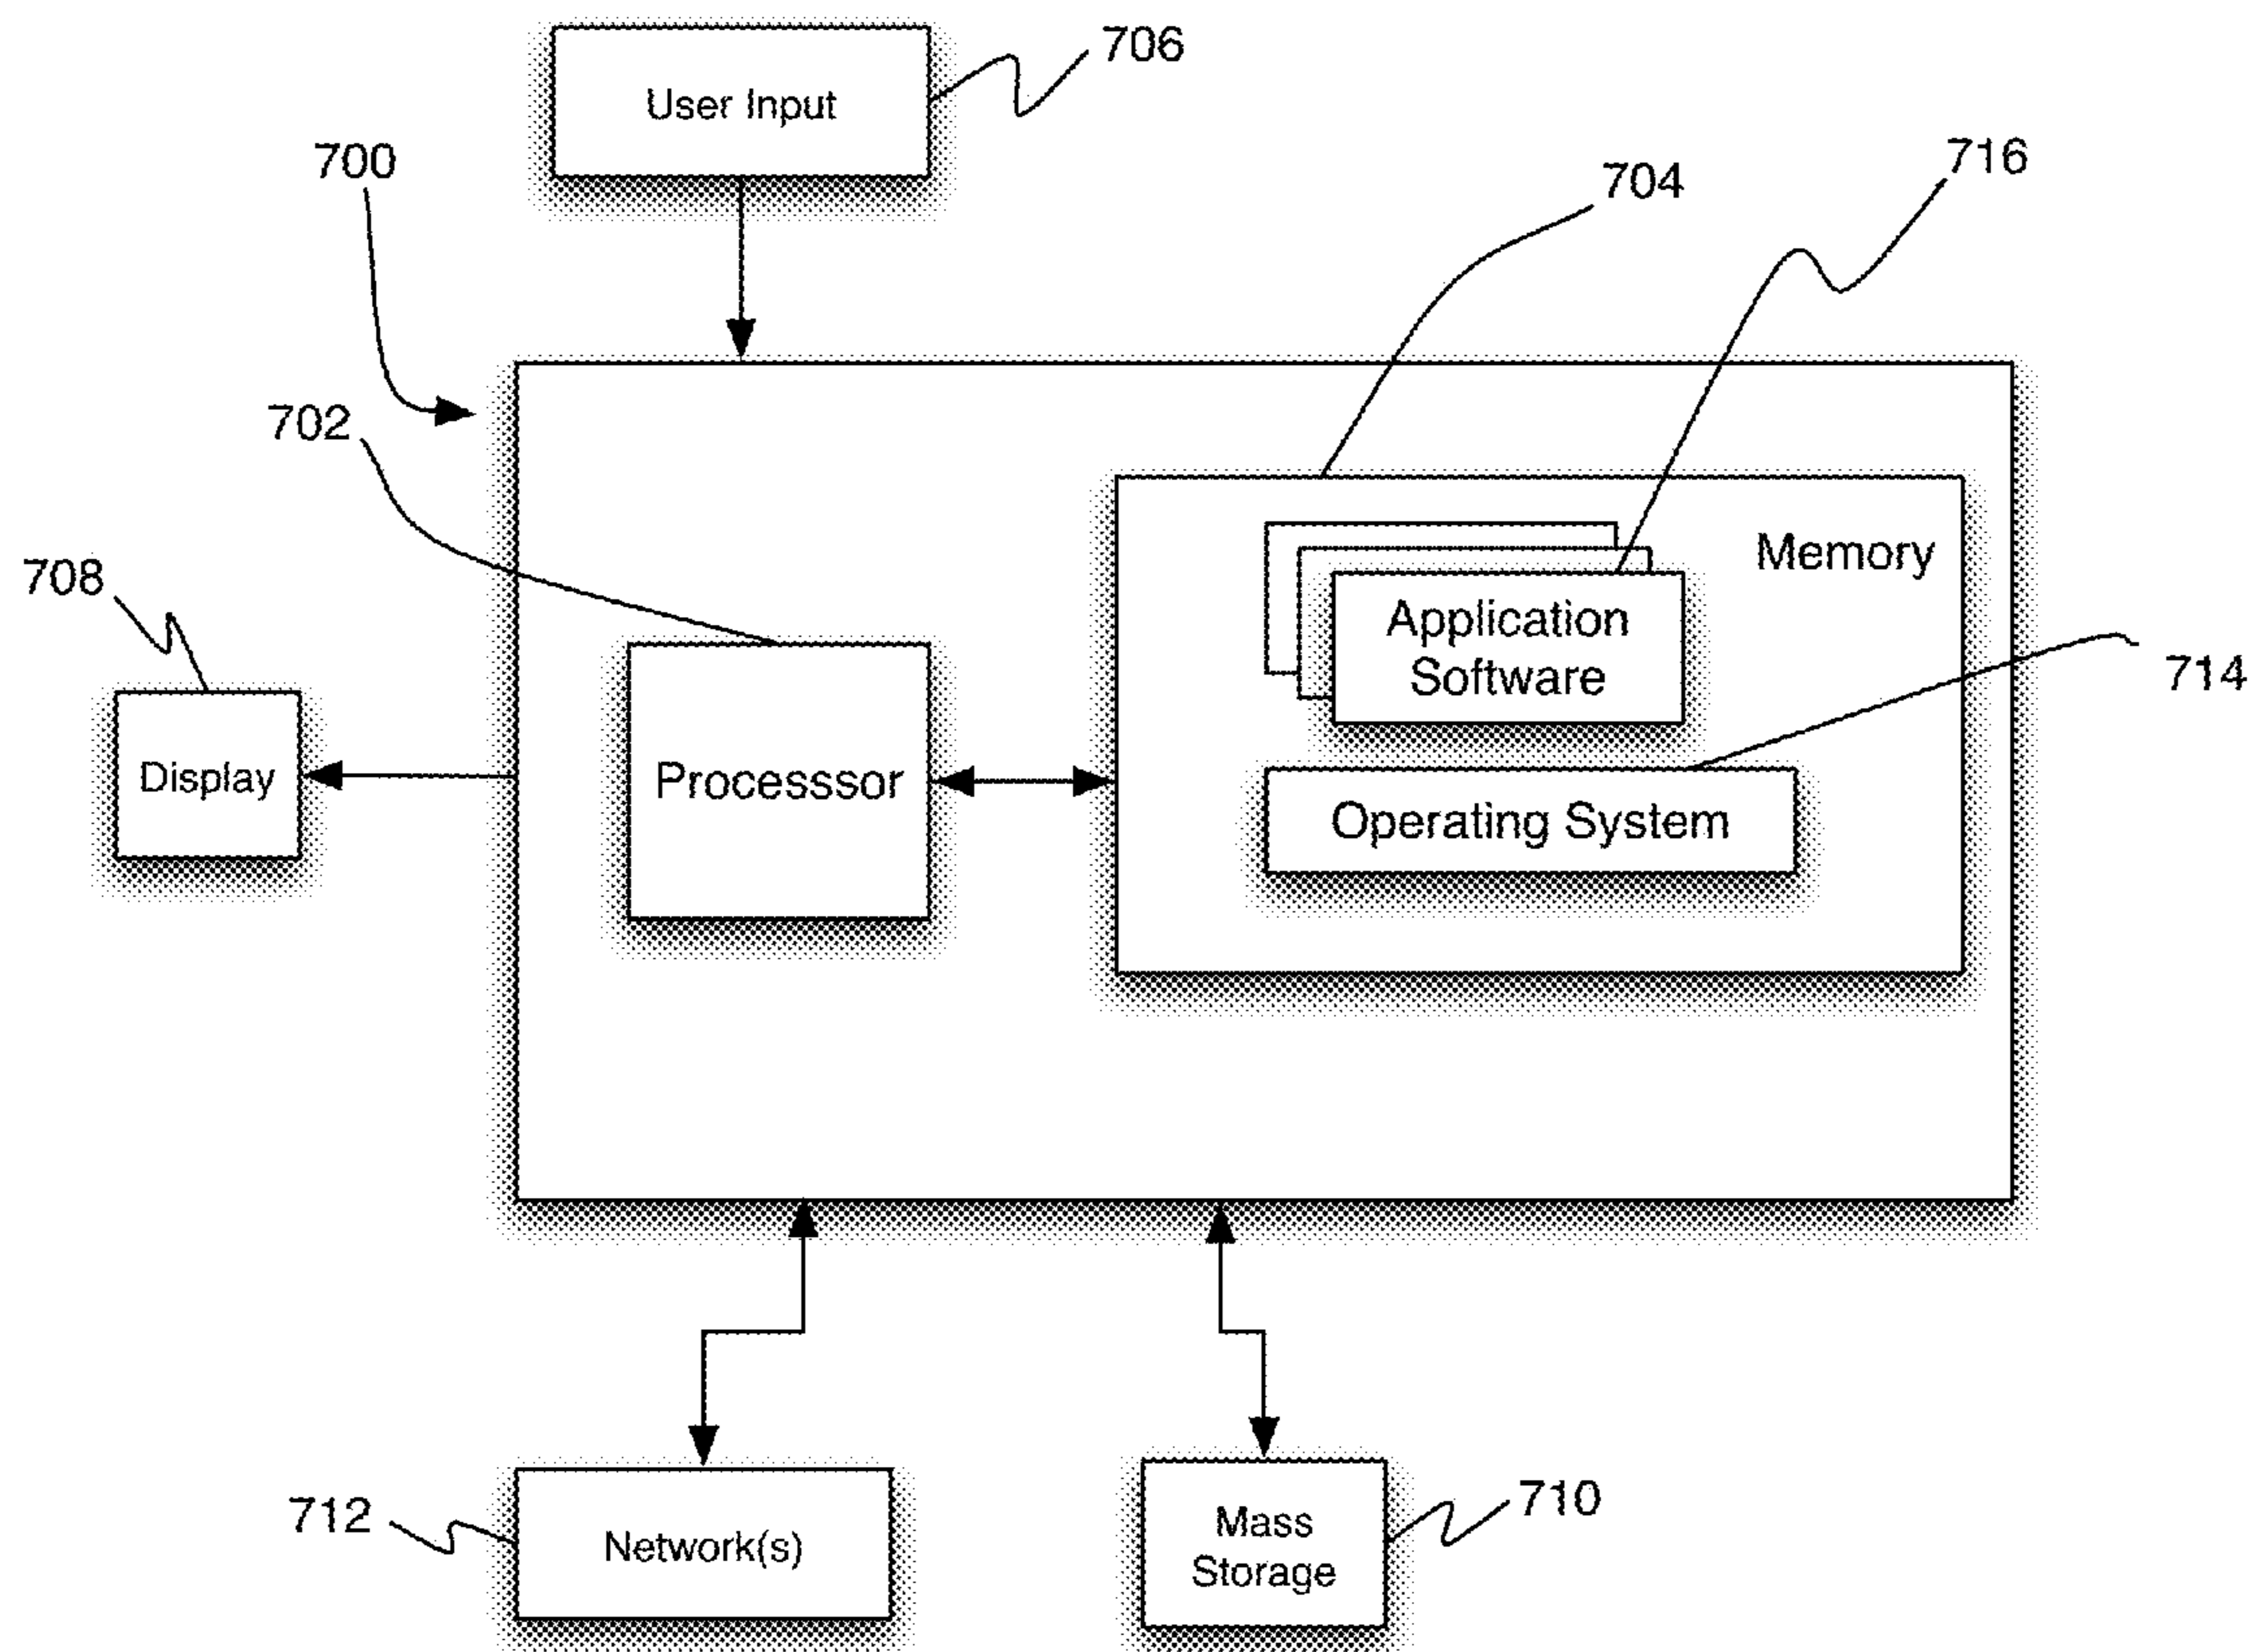 706
User Input
700
716
704
702
Memory
708
Application
Software
714
Display
Processsor
Operating System
712
Network(s)
710
Mass
Storage